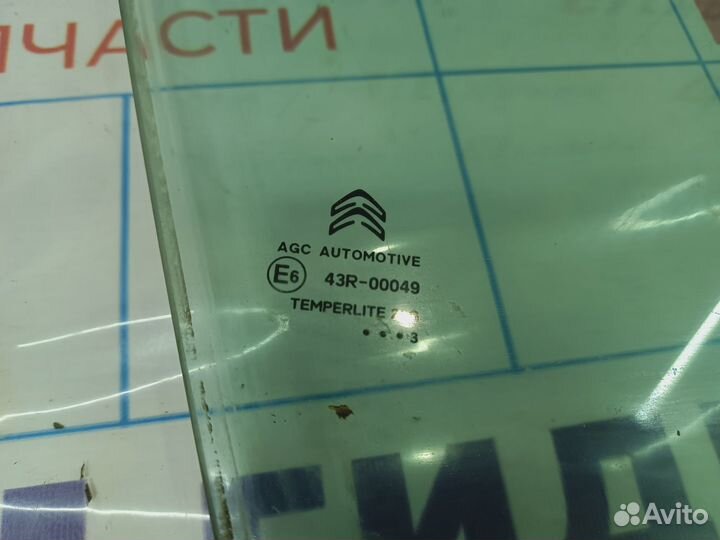 ЧАСТИ
AGC AUTOMOTIVE
E6 43R-00049
TEMPERLITE
• • • 3
Avito